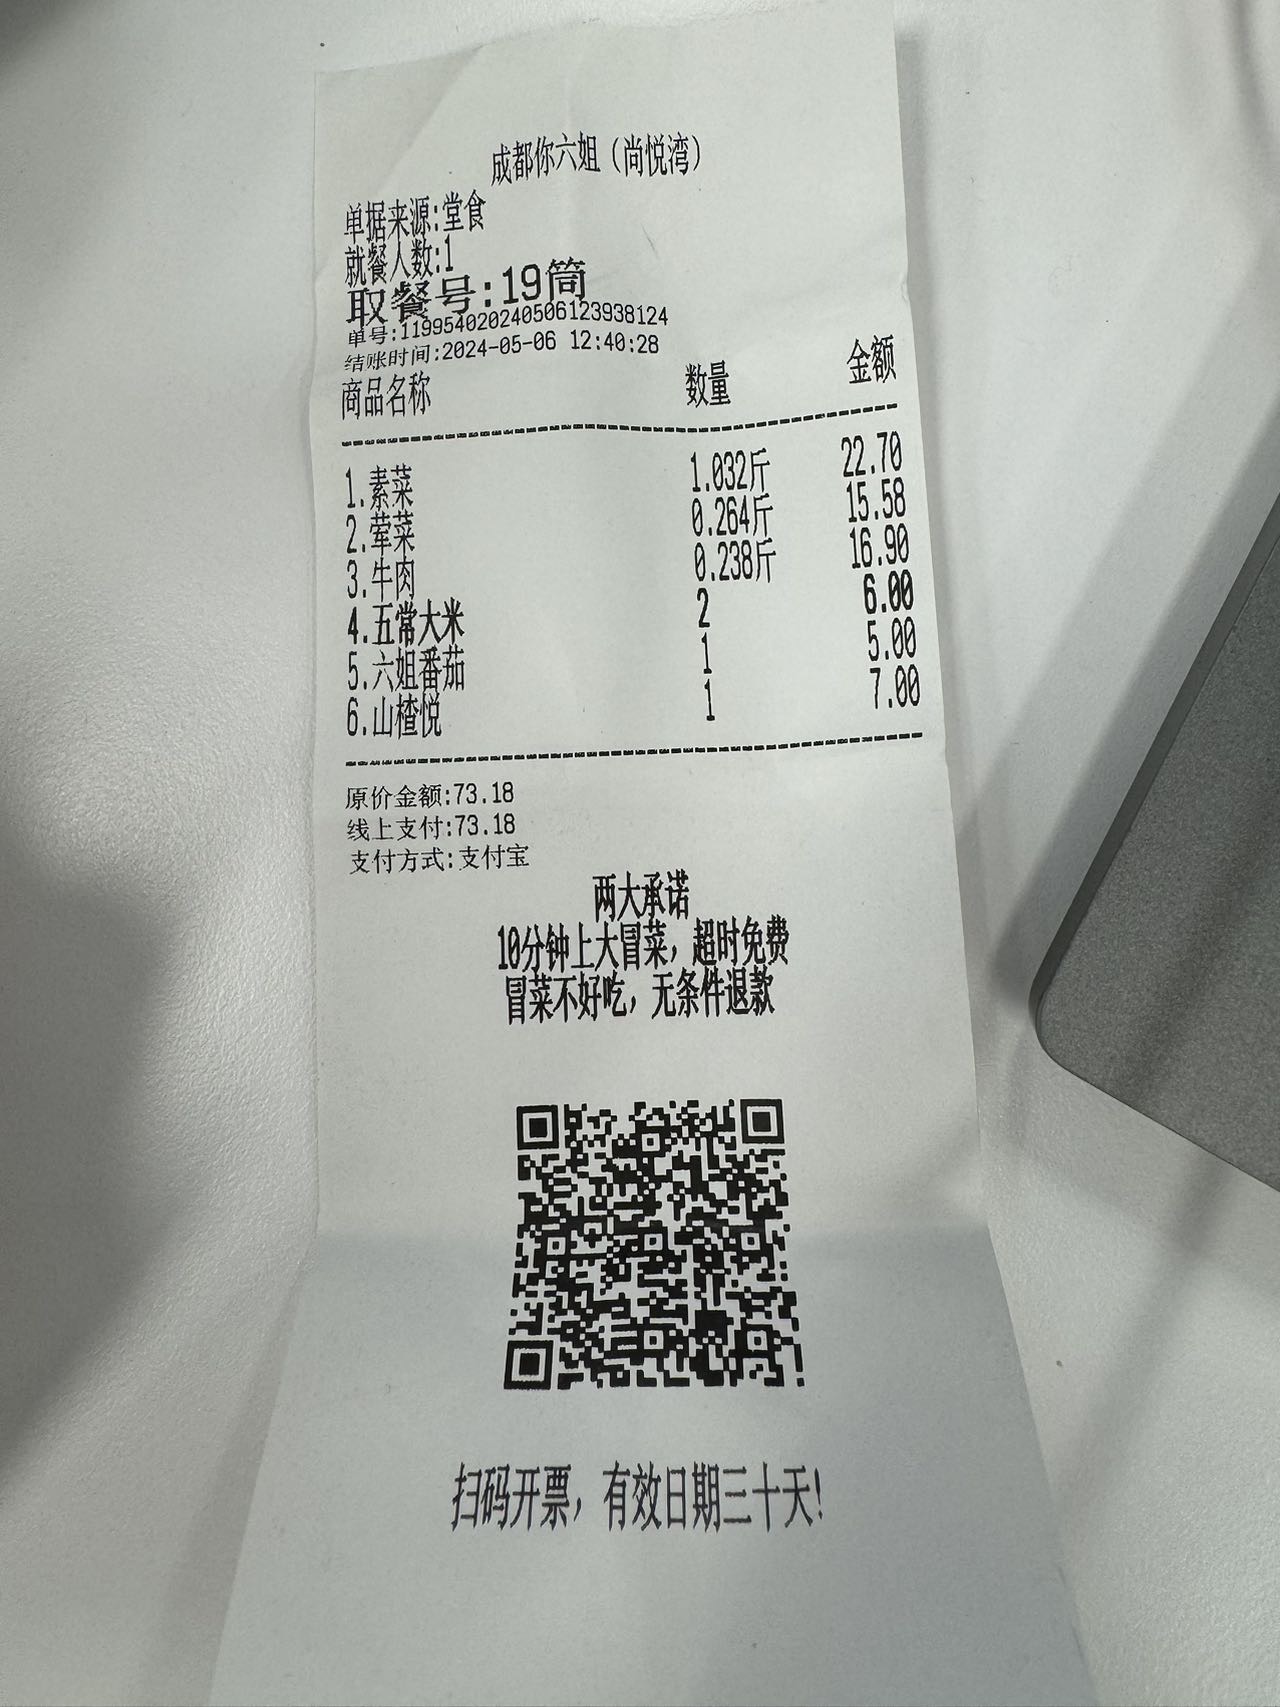 成都你六姐（尚悦湾）
单据来源:堂食
就餐人数:1
取餐号:19筒
单号:119954020240506123938124
结账时间:2024-05-06 12:40:28
商品名称 数量 金额
1.素菜 1.032斤 22.70
2.荤菜 0.264斤 15.58
3.牛肉 0.238斤 16.90
4.五常大米 2 6.00
5.六姐番茄 1 5.00
6.山楂悦 1 7.00
原价金额:73.18
线上支付:73.18
支付方式:支付宝
两大承诺
10分钟上大冒菜，超时免费
冒菜不好吃，无条件退款
扫码开票，有效日期三十天！